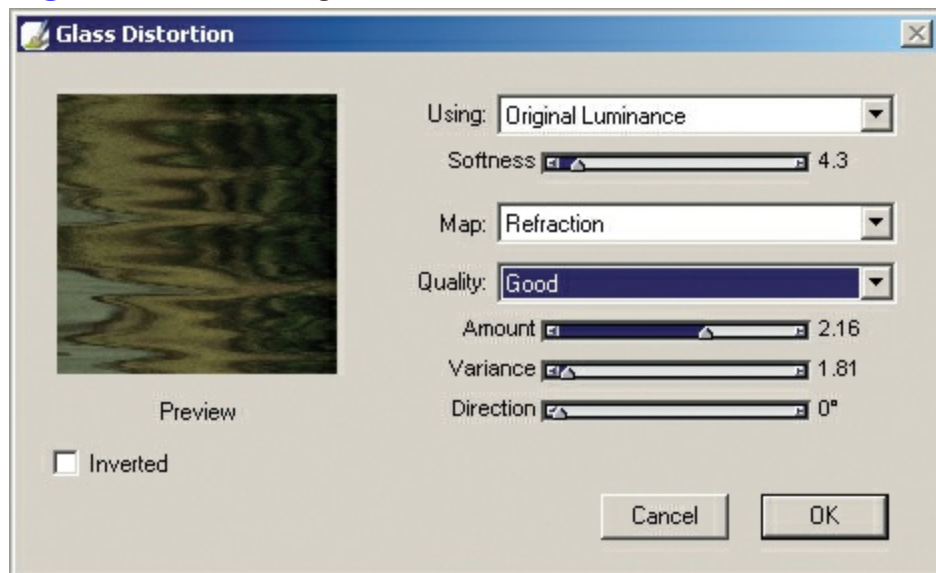 Glass Distortion
Using: Original Luminance
Softness 4.3
Map: Refraction
Quality: Good
Amount 2.16
Variance 1.81
Direction 0°
Preview
Inverted
Cancel OK